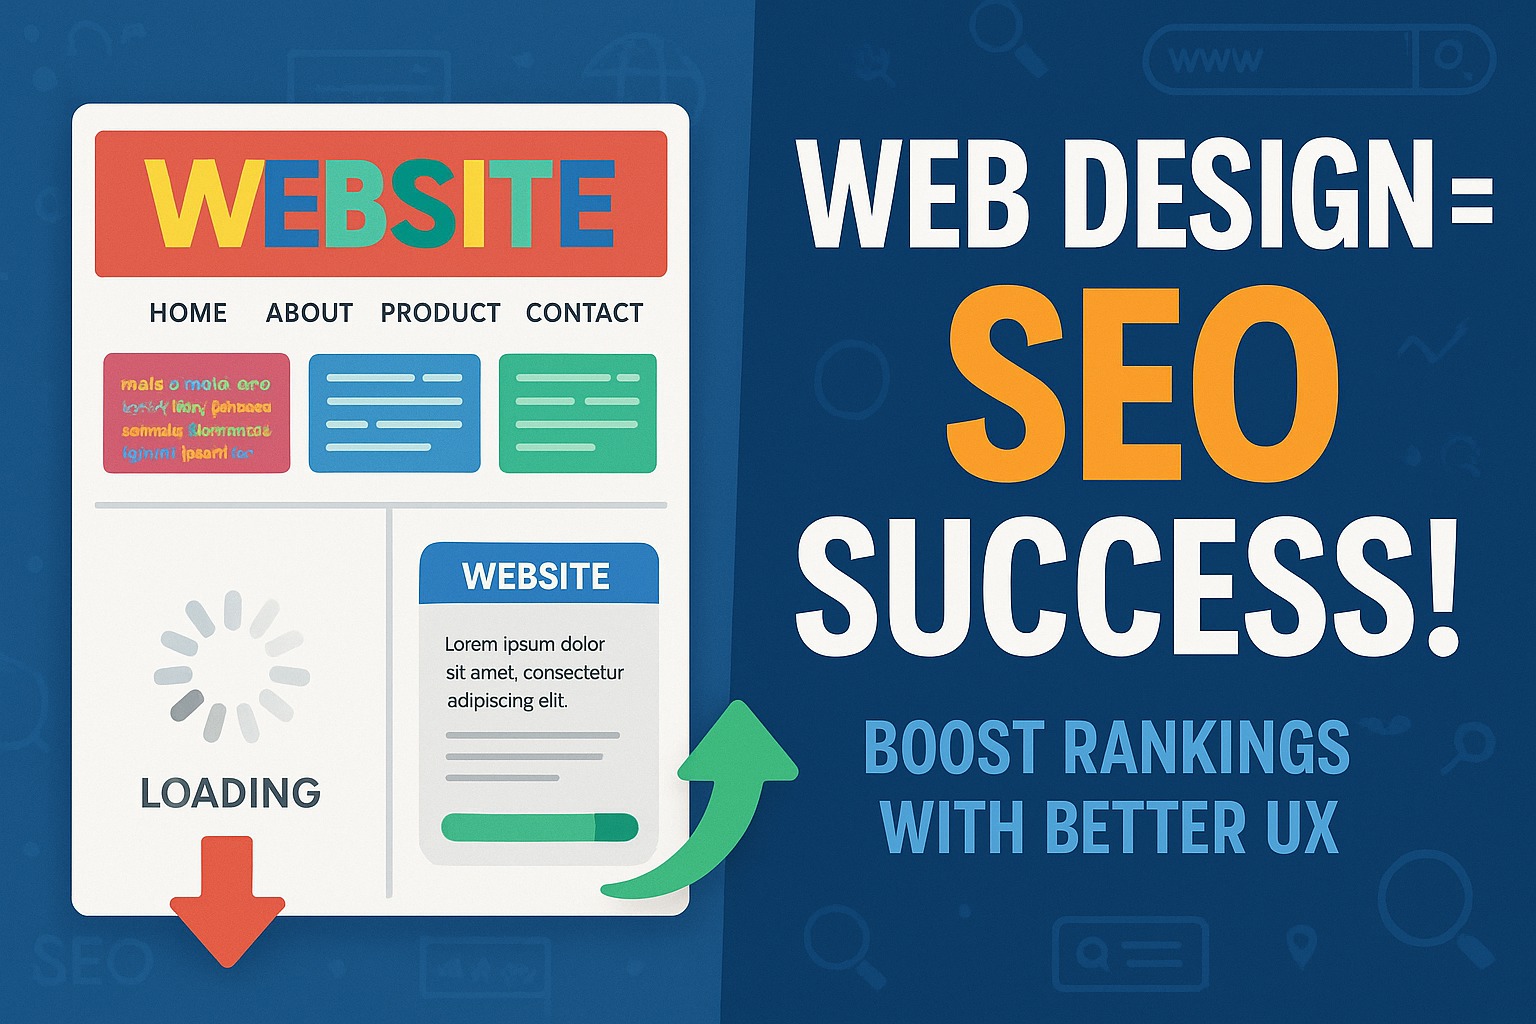 WEBSITE
HOME ABOUT PRODUCT CONTACT
LOADING
WEBSITE
Lorem ipsum dolor
sit amet, consectetur
adipiscing elit.
www
WEB DESIGN=
SEO
SUCCESS!
BOOST RANKINGS
WITH BETTER UX
SEO